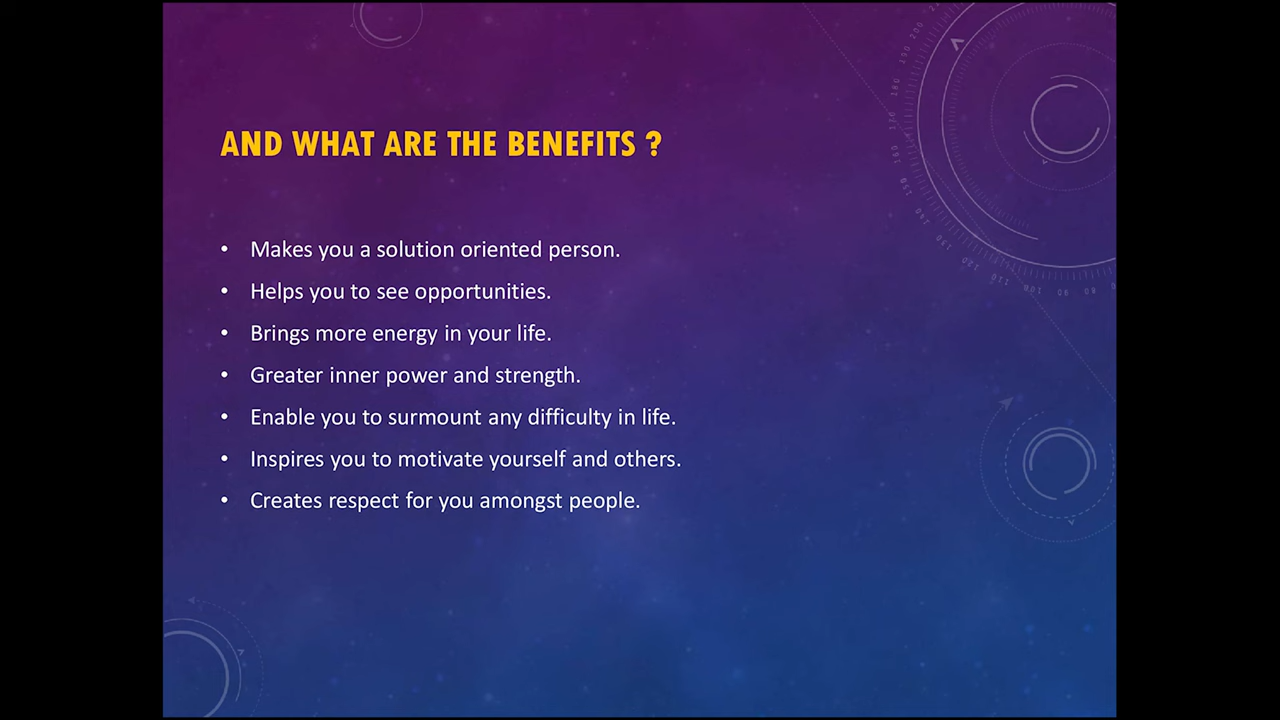 AND WHAT ARE THE BENEFITS ?
• Makes you a solution oriented person.
• Helps you to see opportunities.
• Brings more energy in your life.
• Greater inner power and strength.
• Enable you to surmount any difficulty in life.
• Inspires you to motivate yourself and others.
• Creates respect for you amongst people.